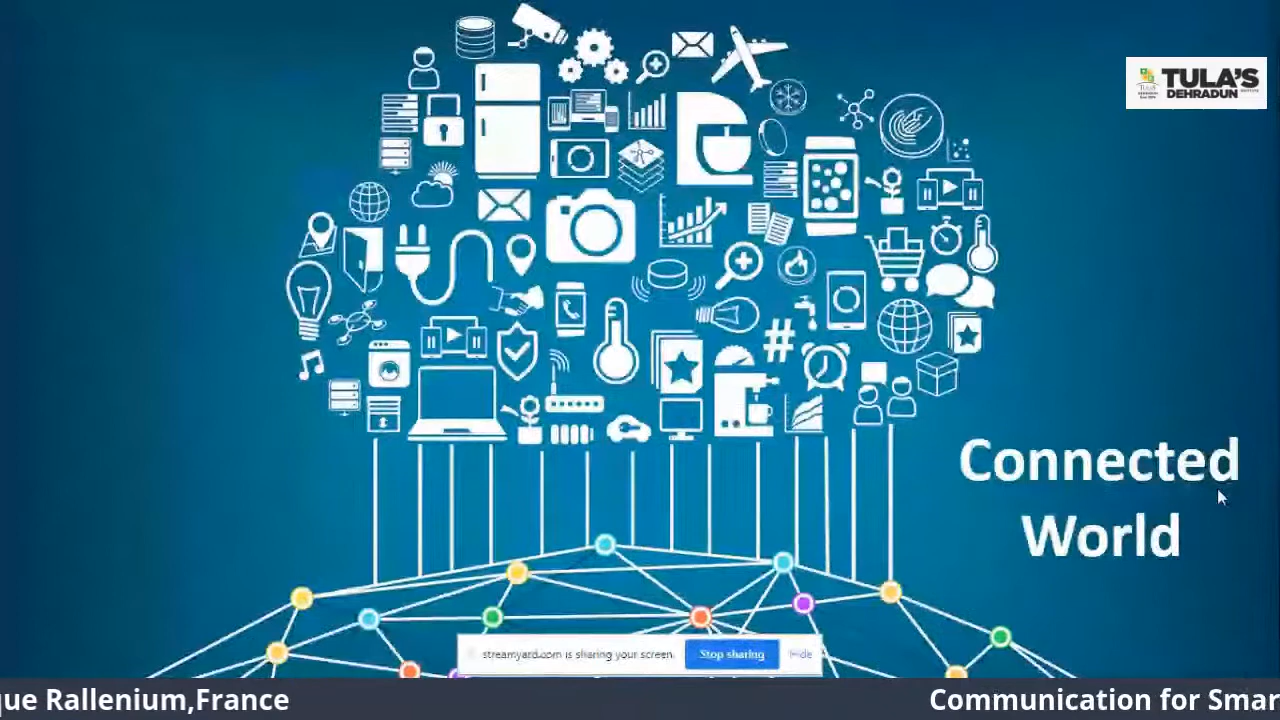 TULA'S
DEHRADUN
#
Connected
World
streamyard.com is sharing your screen.
Stop sharing
Hide
que Rallenium,France
Communication for Smar